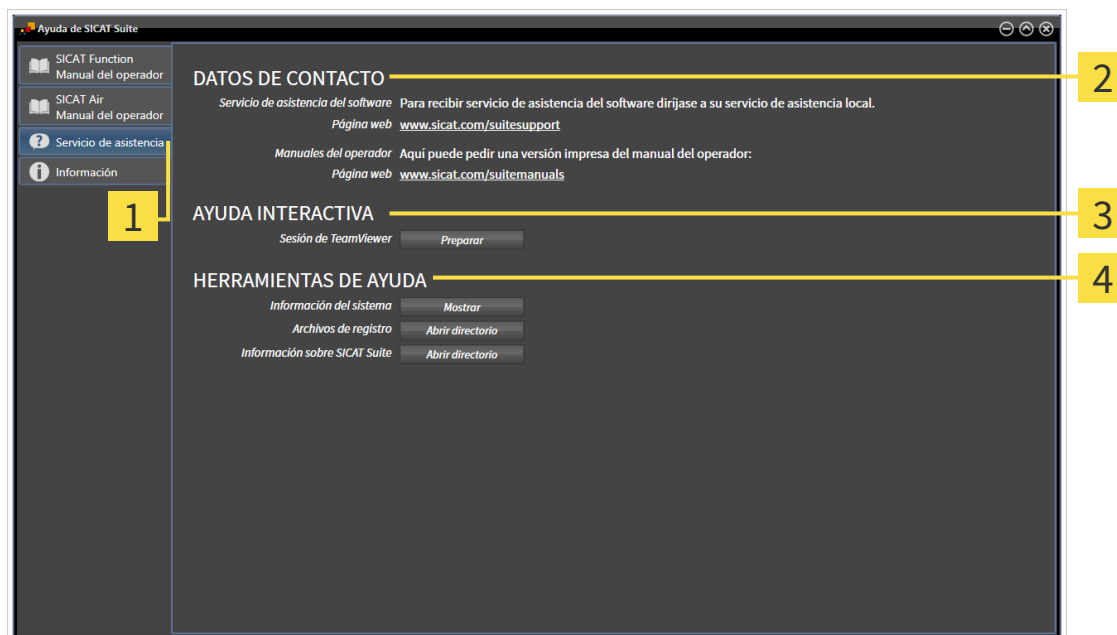 Ayuda de SICAT Suite
SICAT Function
Manual del operador
SICAT Air
Manual del operador
Servicio de asistencia
Información
DATOS DE CONTACTO
Servicio de asistencia del software Para recibir servicio de asistencia del software diríjase a su servicio de asistencia local.
Página web www.sicat.com/suitesupport
Manuales del operador Aquí puede pedir una versión impresa del manual del operador:
Página web www.sicat.com/suitemanuals
AYUDA INTERACTIVA
Sesión de TeamViewer Preparar
HERRAMIENTAS DE AYUDA
Información del sistema Mostrar
Archivos de registro Abrir directorio
Información sobre SICAT Suite Abrir directorio
1
2
3
4